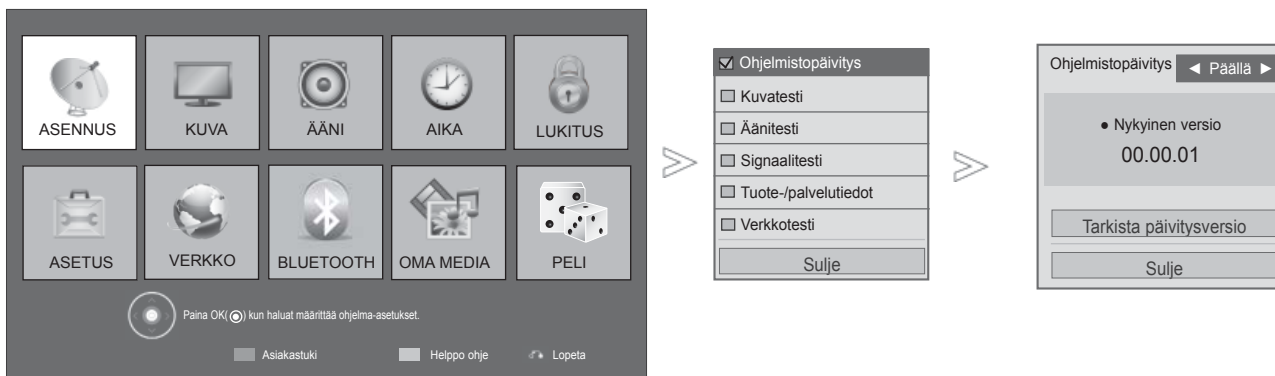 ASENNUS
KUVA
ÄÄNI
AIKA
LUKITUS
ASETUS
VERKKO
BLUETOOTH
OMA MEDIA
PELI
Paina OK(◉) kun haluat määrittää ohjelma-asetukset.
Asiakastuki
Helppo ohje
Lopeta
Ohjelmistopäivitys
Kuvatesti
Äänitesti
Signaalitesti
Tuote-/palvelutiedot
Verkkotesti
Sulje
Ohjelmistopäivitys ◄ Päällä ►
● Nykyinen versio
00.00.01
Tarkista päivitysversio
Sulje